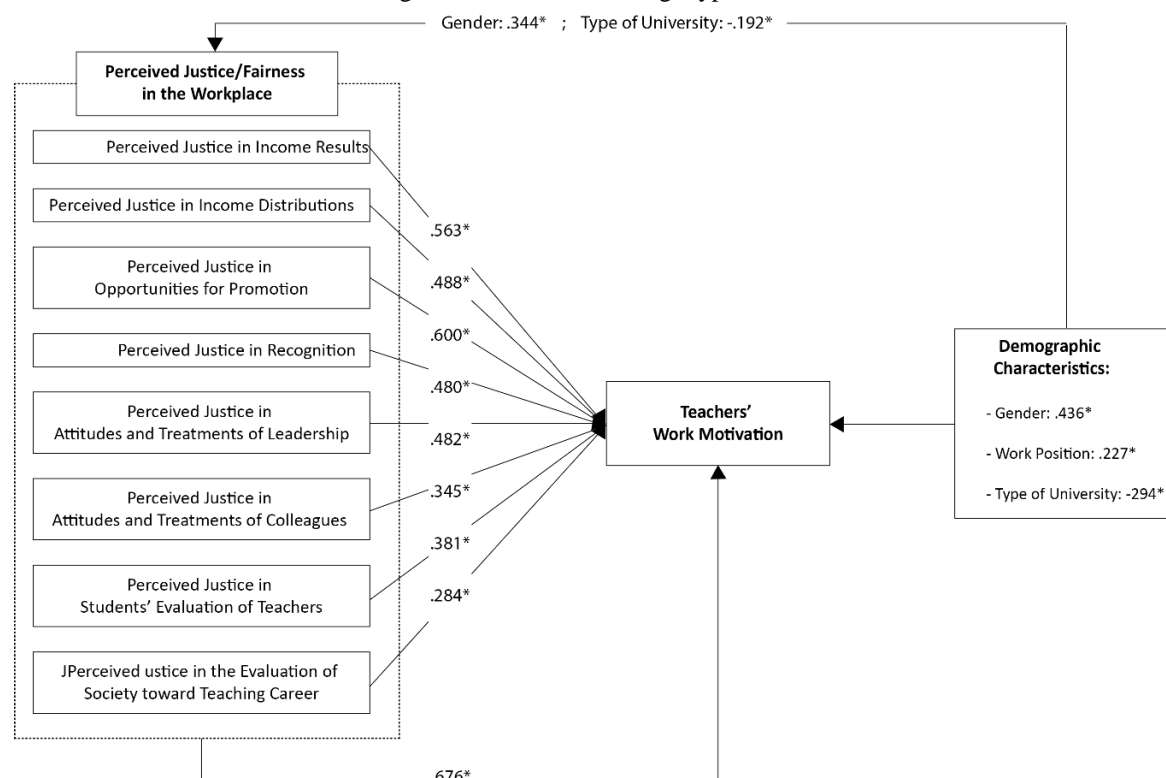 Gender: .344* ; Type of University: -.192*
Perceived Justice/Fairness
in the Workplace
Perceived Justice in Income Results
Perceived Justice in Income Distributions
Perceived Justice in
Opportunities for Promotion
Perceived Justice in Recognition
Perceived Justice in
Attitudes and Treatments of Leadership
Perceived Justice in
Attitudes and Treatments of Colleagues
Perceived Justice in
Students' Evaluation of Teachers
JPerceived ustice in the Evaluation of
Society toward Teaching Career
.563*
.488*
.600*
.480*
.482*
.345*
.381*
.284*
Teachers'
Work Motivation
Demographic
Characteristics:
- Gender: .436*
- Work Position: .227*
- Type of University: -294*
.676*